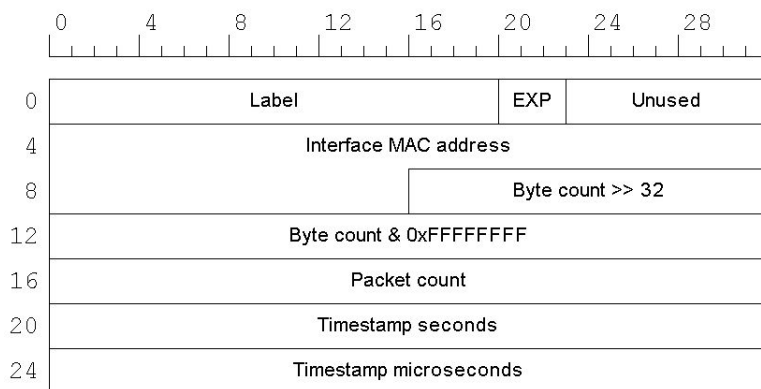 0 4 8 12 16 20 24 28
0 Label EXP Unused
4 Interface MAC address
8 Byte count >> 32
12 Byte count & 0xFFFFFFFF
16 Packet count
20 Timestamp seconds
24 Timestamp microseconds